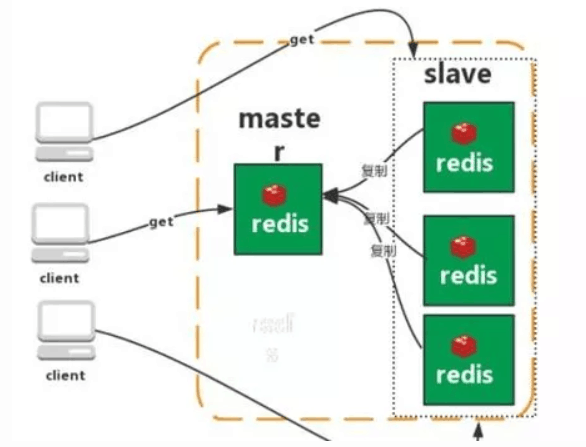 get
slave
maste
r
redis
复制
redis
client
get
redis
复制
复制
redis
client
redis
client